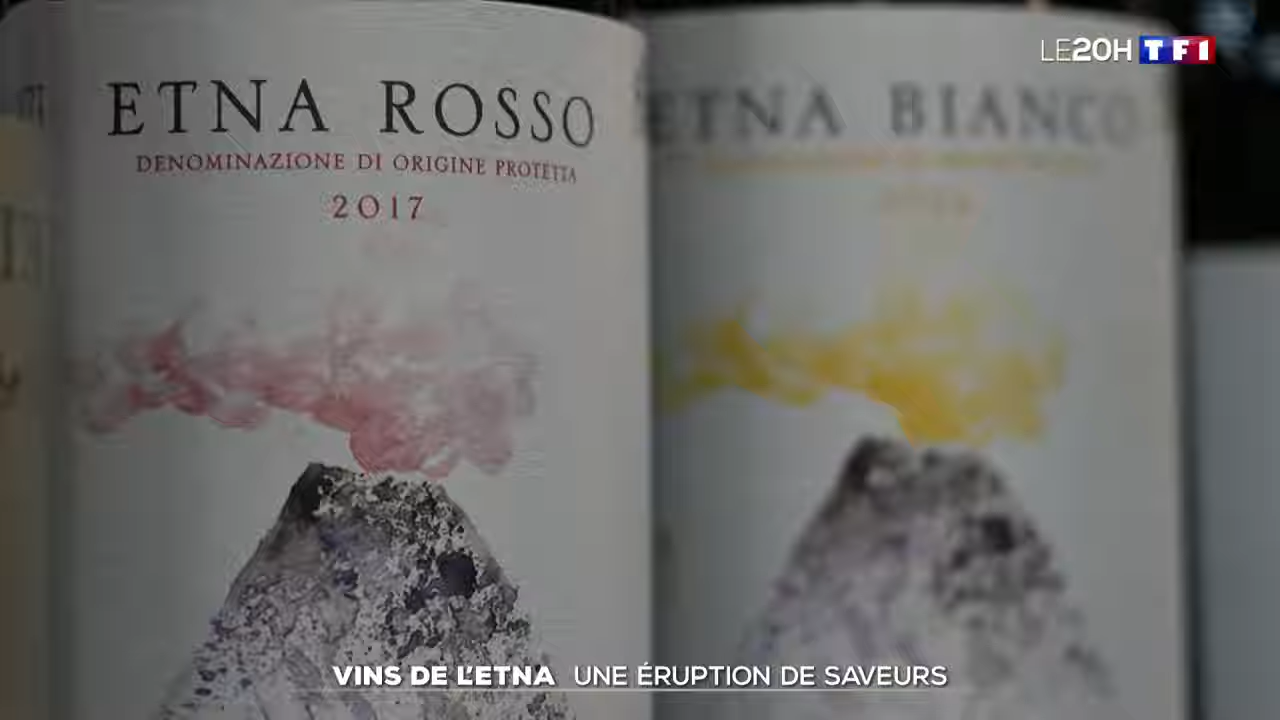 LE20H TF1
ETNA ROSSO
DENOMINAZIONE DI ORIGINE PROTETTA
2017
ETNA BIANCO
VINS DE L'ETNA UNE ÉRUPTION DE SAVEURS